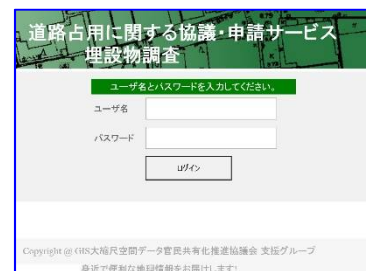 道路占用に関する協議・申請サービス
埋設物調査
ユーザ名とパスワードを入力してください。
ユーザ名
パスワード
ログイン
Copyright @ GIS大縮尺空間データ官民共有化推進協議会 支援グループ
身近で便利な地図情報をお届けします!